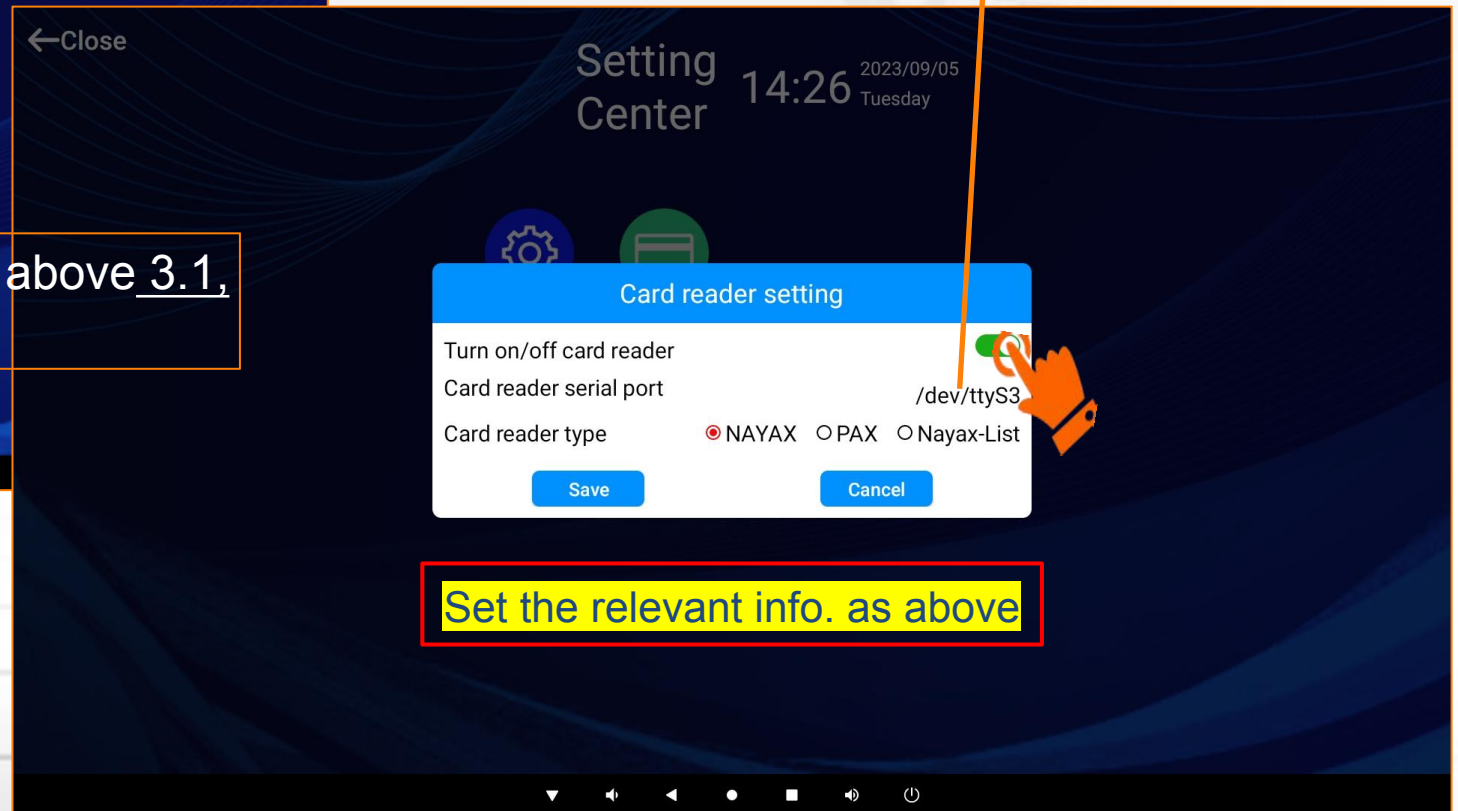 Close
Setting
Center
14:26
2023/09/05
Tuesday
above 3.1,
Card reader setting
Turn on/off card reader
Card reader serial port /dev/ttyS3
Card reader type NAYAX PAX Nayax-List
Save Cancel
Set the relevant info. as above